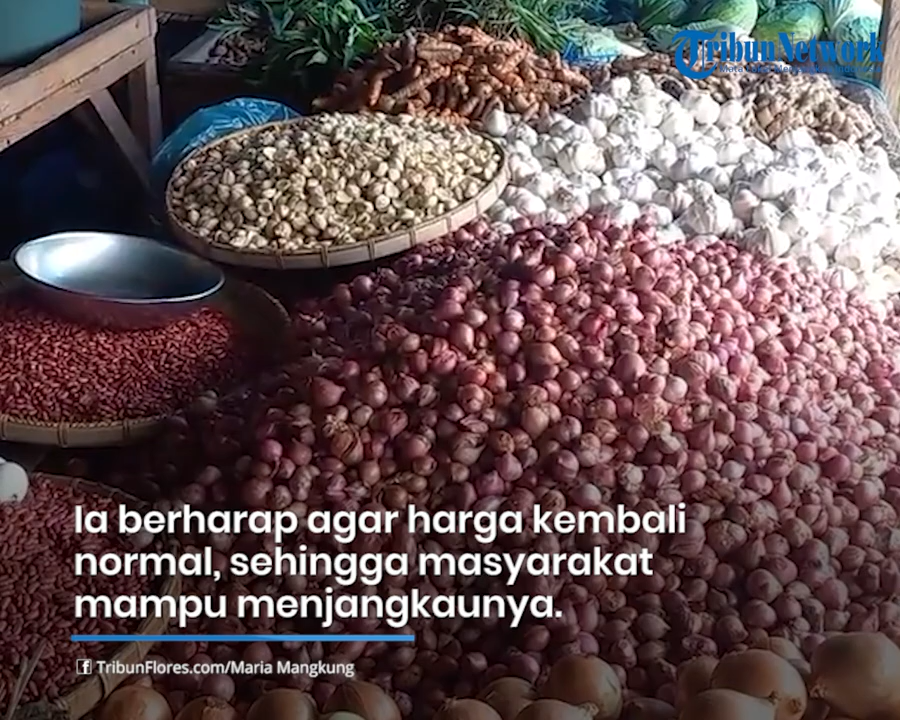 Tribun Network
Ia berharap agar harga kembali
normal, sehingga masyarakat
mampu menjangkaunya.
TribunFlores.com/Maria Mangkung